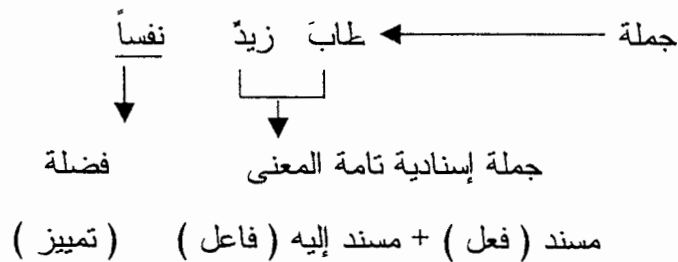 جملة طابَ زيدٌ نفساً
جملة إسنادية تامة المعنى فضلة
مسند ( فعل ) + مسند إليه ( فاعل ) ( تمييز )